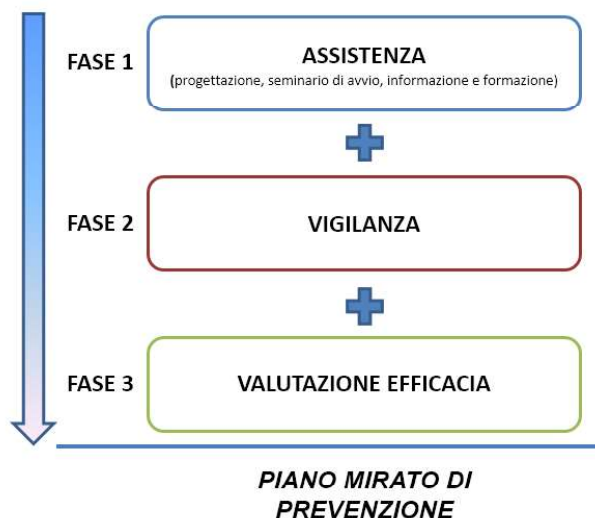 FASE 1
ASSISTENZA
(progettazione, seminario di avvio, informazione e formazione)
FASE 2
VIGILANZA
FASE 3
VALUTAZIONE EFFICACIA
PIANO MIRATO DI
PREVENZIONE